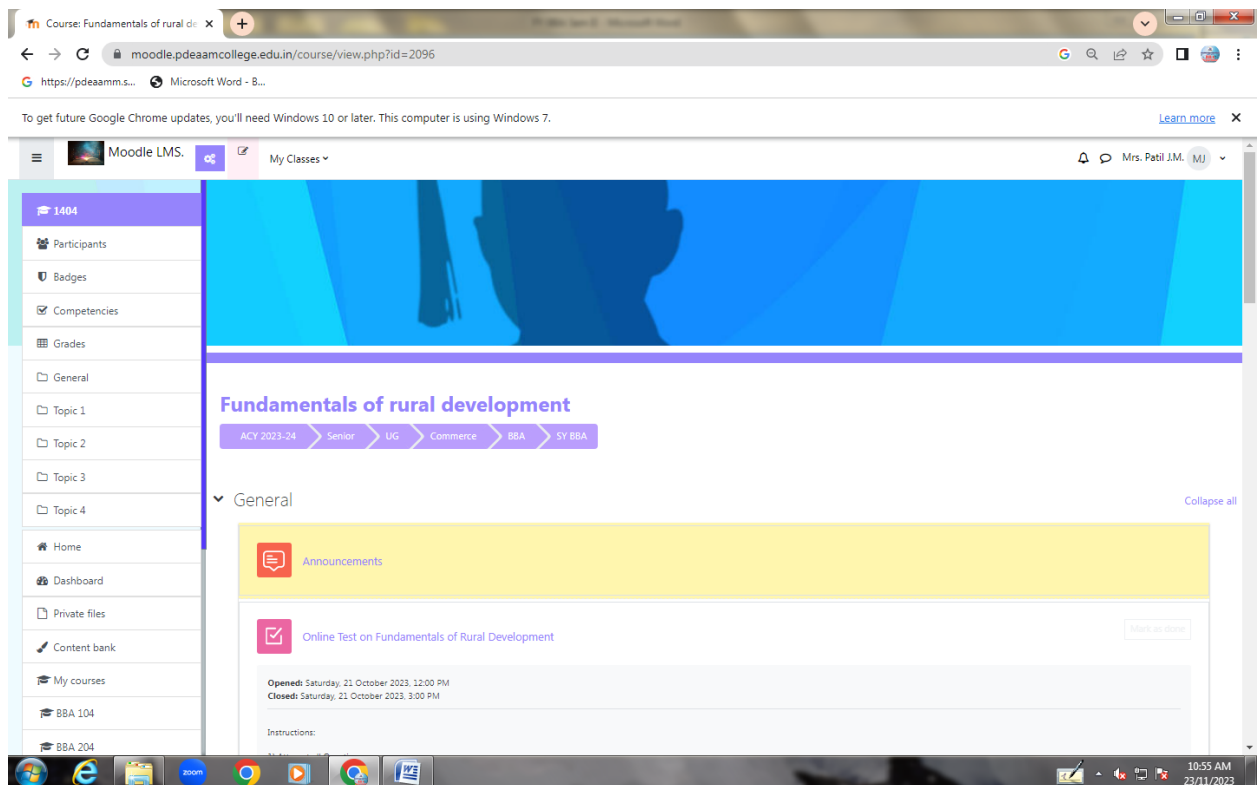 Course: Fundamentals of rural de
moodle.pdeaamcollege.edu.in/course/view.php?id=2096
https://pdeaamm.s... Microsoft Word - B...
To get future Google Chrome updates, you'll need Windows 10 or later. This computer is using Windows 7. Learn more
Moodle LMS. My Classes Mrs. Patil J.M. MJ
1404
Participants
Badges
Competencies
Grades
General
Topic 1
Topic 2
Topic 3
Topic 4
Home
Dashboard
Private files
Content bank
My courses
BBA 104
BBA 204
Fundamentals of rural development
ACY 2023-24 Senior UG Commerce BBA SY BBA
General Collapse all
Announcements
Online Test on Fundamentals of Rural Development Mark as done
Opened: Saturday, 21 October 2023, 12:00 PM
Closed: Saturday, 21 October 2023, 3:00 PM
Instructions:
zoom
10:55 AM
23/11/2023